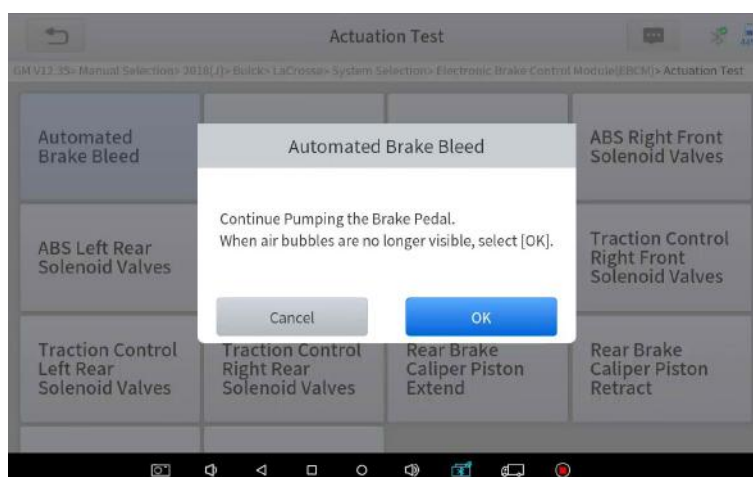 Actuation Test
GM V12.35> Manual Selection> 2018(J)> Buick> LaCrosse> System Selection> Electronic Brake Control Module(EBCM)> Actuation Test
Automated
Brake Bleed
ABS Right Front
Solenoid Valves
Automated Brake Bleed
Continue Pumping the Brake Pedal.
When air bubbles are no longer visible, select [OK].
Cancel
OK
ABS Left Rear
Solenoid Valves
Traction Control
Right Front
Solenoid Valves
Traction Control
Left Rear
Solenoid Valves
Traction Control
Right Rear
Solenoid Valves
Rear Brake
Caliper Piston
Extend
Rear Brake
Caliper Piston
Retract